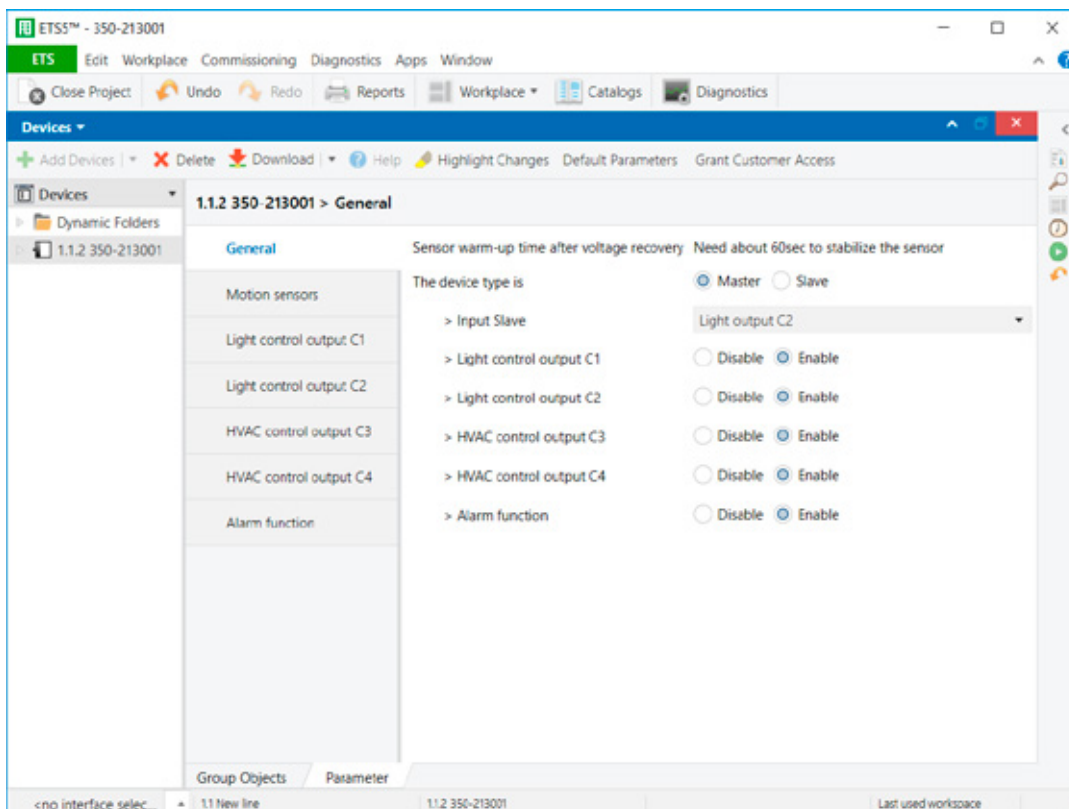 ETS5™ - 350-213001
ETS Edit Workplace Commissioning Diagnostics Apps Window
Close Project Undo Redo Reports Workplace Catalogs Diagnostics
Devices
Add Devices Delete Download Help Highlight Changes Default Parameters Grant Customer Access
Devices
Dynamic Folders
1.1.2 350-213001
1.1.2 350-213001 > General
General
Motion sensors
Light control output C1
Light control output C2
HVAC control output C3
HVAC control output C4
Alarm function
Sensor warm-up time after voltage recovery Need about 60sec to stabilize the sensor
The device type is Master Slave
> Input Slave Light output C2
> Light control output C1 Disable Enable
> Light control output C2 Disable Enable
> HVAC control output C3 Disable Enable
> HVAC control output C4 Disable Enable
> Alarm function Disable Enable
Group Objects Parameter
<no interface selec... 1.1 New line 1.1.2 350-213001 Last used workspace